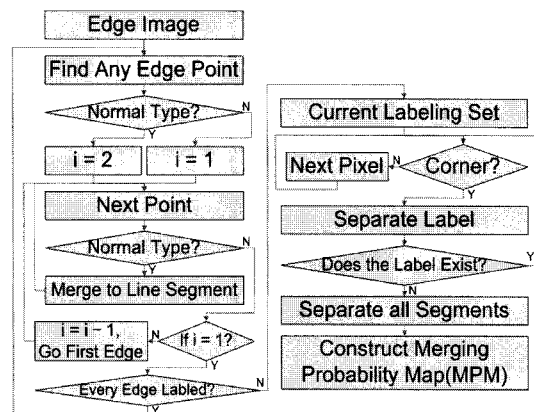 Edge Image
Find Any Edge Point
Normal Type?
N
Y
i = 2
i = 1
Next Point
Normal Type?
N
Y
Merge to Line Segment
i = i − 1,
Go First Edge
N
If i = 1?
Y
Every Edge Labled?
N
Y
Current Labeling Set
Next Pixel
N
Corner?
Y
Separate Label
Does the Label Exist?
Y
N
Separate all Segments
Construct Merging
Probability Map(MPM)